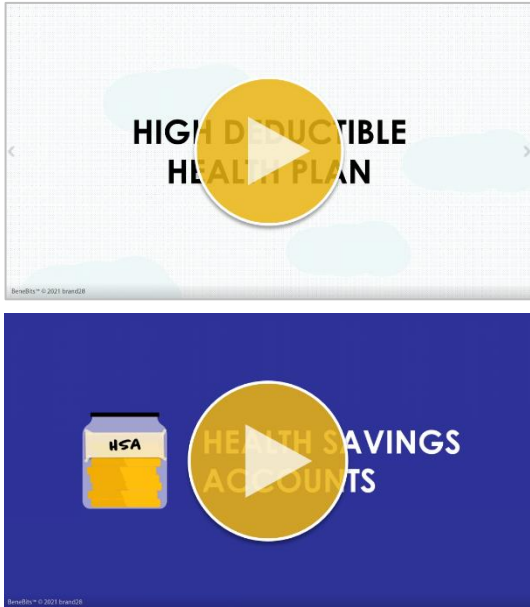 HIGH DEDUCTIBLE
HEALTH PLAN
BeneBits™ © 2021 brand28
HSA
HEALTH SAVINGS
ACCOUNTS
BeneBits™ © 2021 brand28